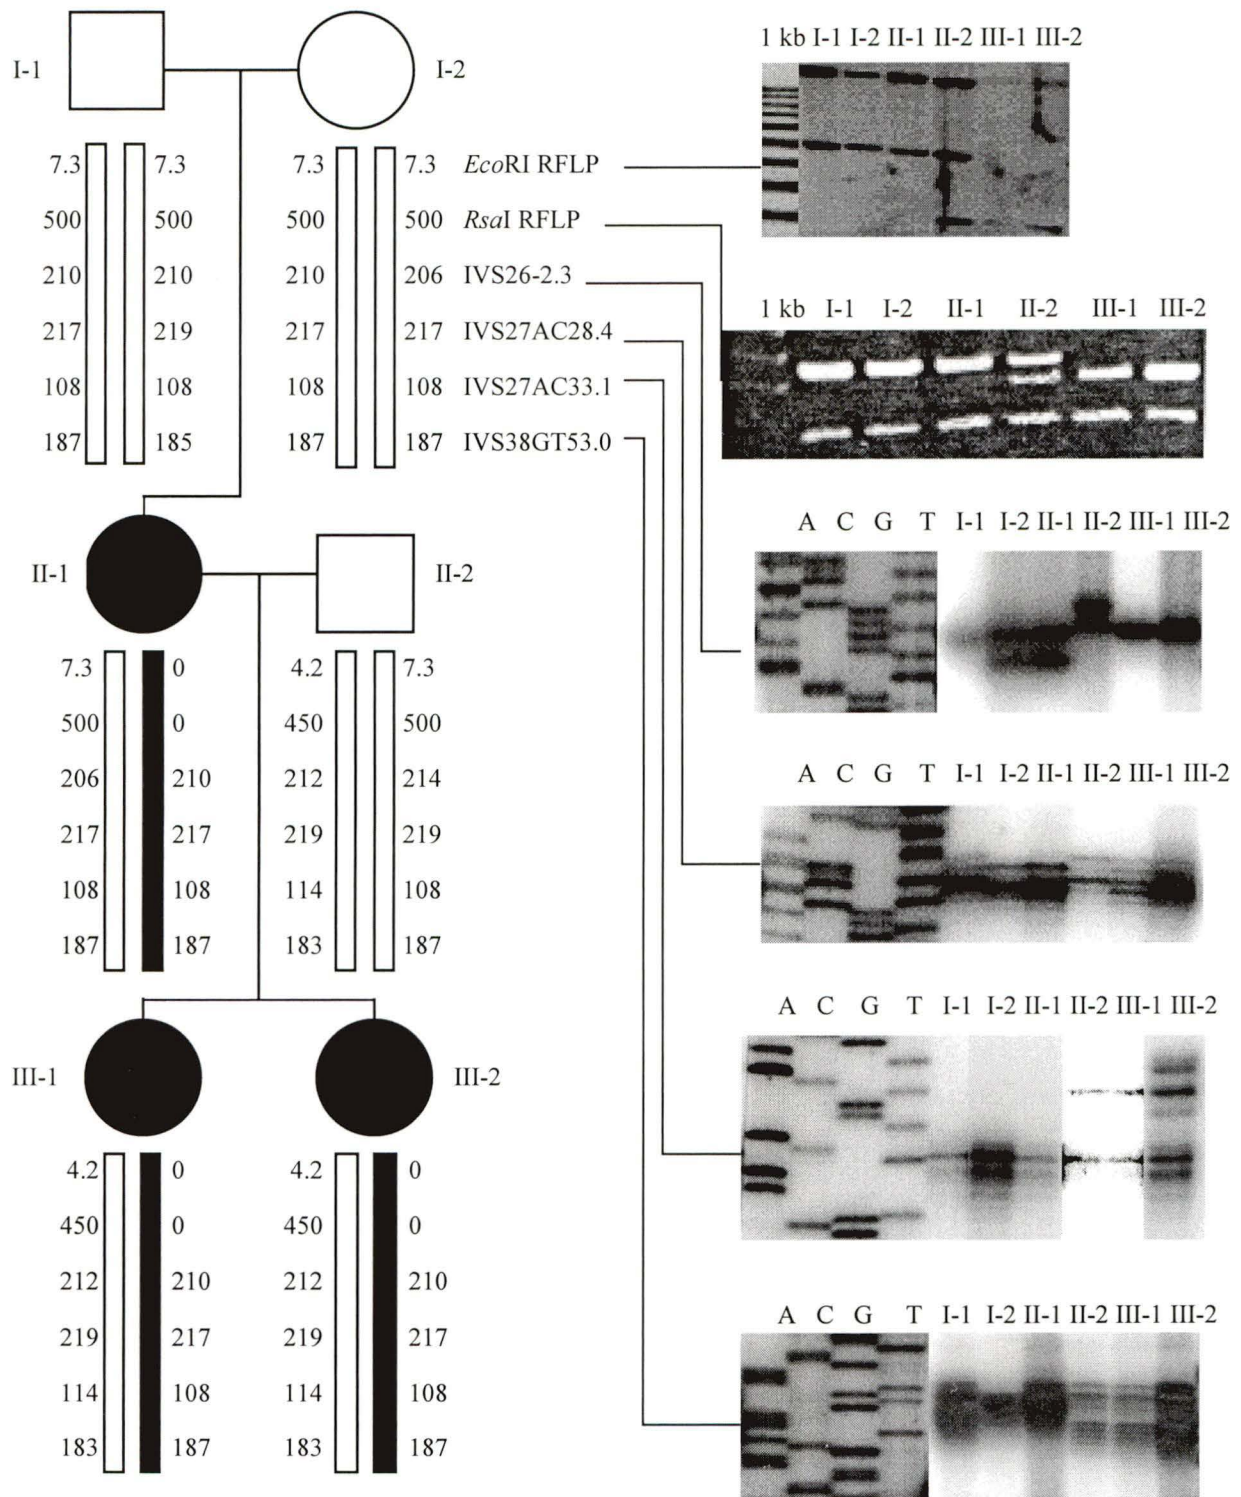 I-1 I-2
7.3 7.3 7.3 7.3 EcoRI RFLP
500 500 500 500 RsaI RFLP
210 210 210 206 IVS26-2.3
217 219 217 217 IVS27AC28.4
108 108 108 108 IVS27AC33.1
187 185 187 187 IVS38GT53.0
II-1 II-2
7.3 0 4.2 7.3
500 0 450 500
206 210 212 214
217 217 219 219
108 108 114 108
187 187 183 187
III-1 III-2
4.2 0 4.2 0
450 0 450 0
212 210 212 210
219 217 219 217
114 108 114 108
183 187 183 187
1 kb I-1 I-2 II-1 II-2 III-1 III-2
1 kb I-1 I-2 II-1 II-2 III-1 III-2
A C G T I-1 I-2 II-1 II-2 III-1 III-2
A C G T I-1 I-2 II-1 II-2 III-1 III-2
A C G T I-1 I-2 II-1 II-2 III-1 III-2
A C G T I-1 I-2 II-1 II-2 III-1 III-2